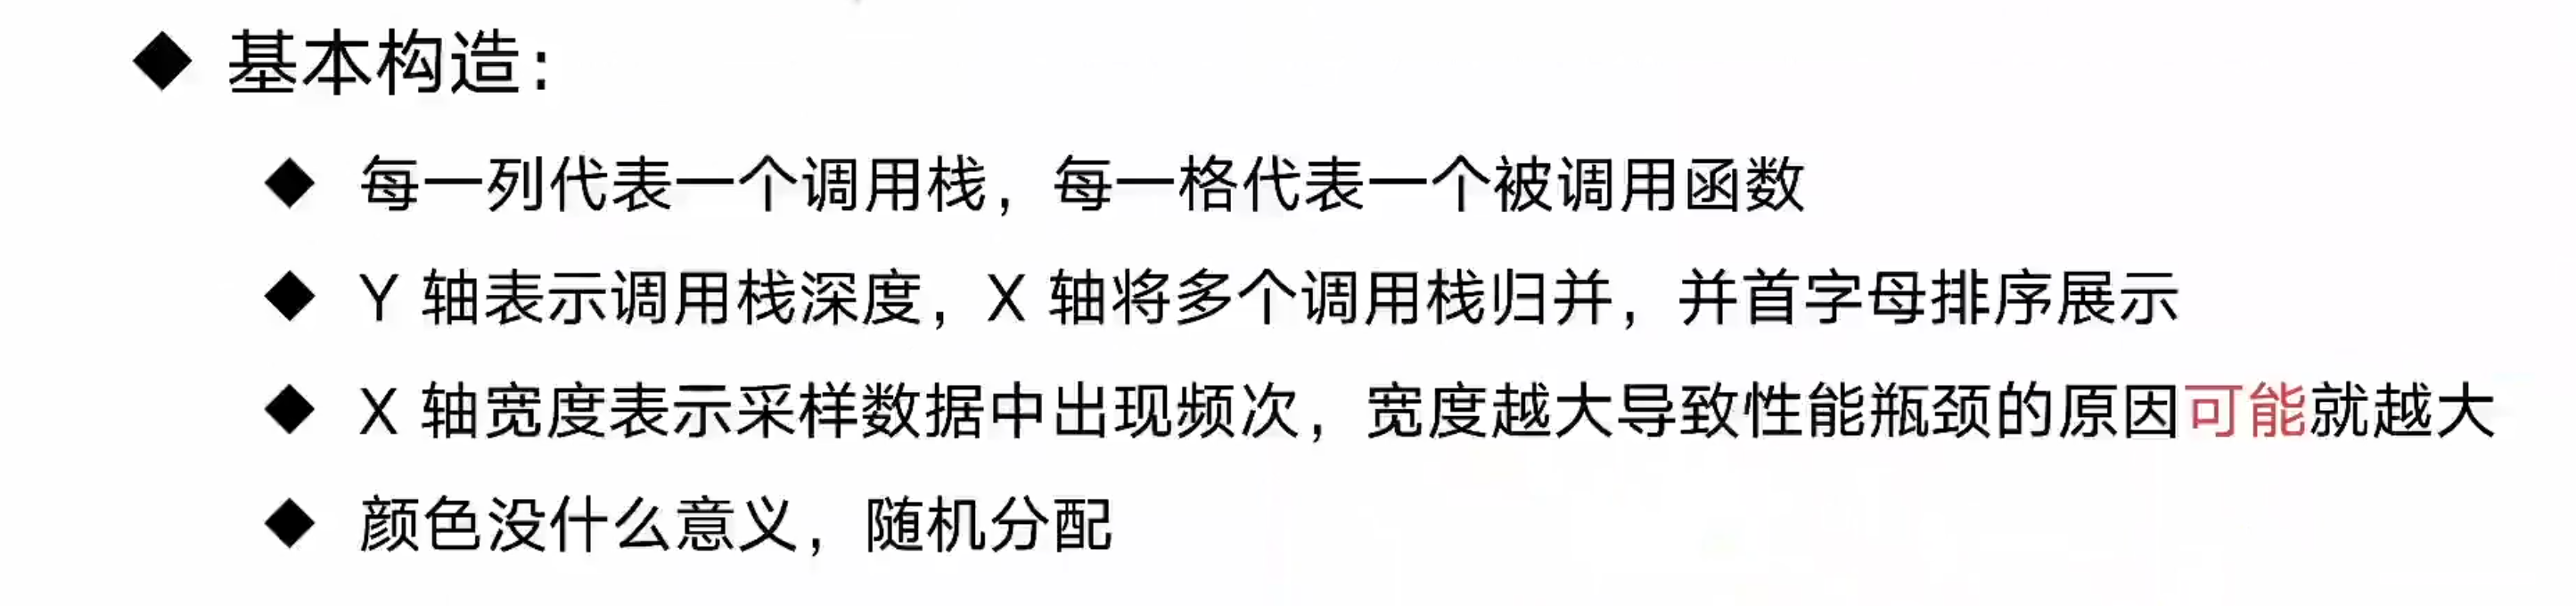 ◆ 基本构造：
◆ 每一列代表一个调用栈，每一格代表一个被调用函数
◆ Y 轴表示调用栈深度，X 轴将多个调用栈归并，并首字母排序展示
◆ X 轴宽度表示采样数据中出现频次，宽度越大导致性能瓶颈的原因可能就越大
◆ 颜色没什么意义，随机分配